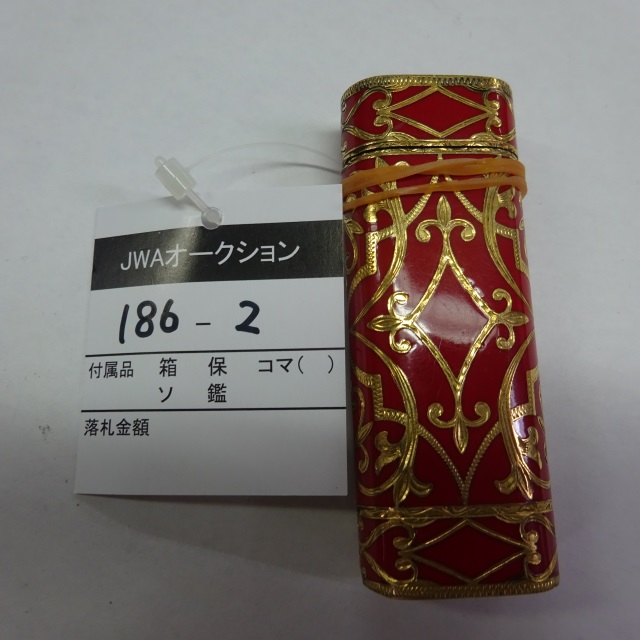 JWAオークション
186-2
付属品 箱 保 コマ( )
ソ 鑑
落札金額